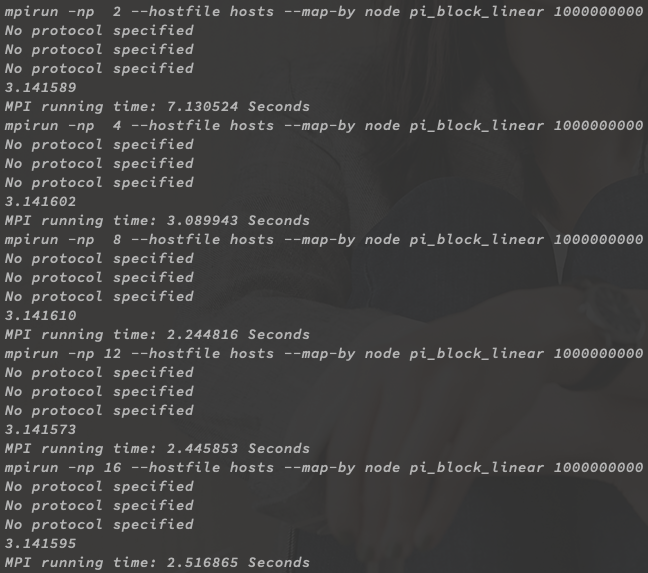 mpirun -np  2 --hostfile hosts --map-by node pi_block_linear 1000000000
No protocol specified
No protocol specified
No protocol specified
3.141589
MPI running time: 7.130524 Seconds
mpirun -np  4 --hostfile hosts --map-by node pi_block_linear 1000000000
No protocol specified
No protocol specified
No protocol specified
3.141602
MPI running time: 3.089943 Seconds
mpirun -np  8 --hostfile hosts --map-by node pi_block_linear 1000000000
No protocol specified
No protocol specified
No protocol specified
3.141610
MPI running time: 2.244816 Seconds
mpirun -np 12 --hostfile hosts --map-by node pi_block_linear 1000000000
No protocol specified
No protocol specified
No protocol specified
3.141573
MPI running time: 2.445853 Seconds
mpirun -np 16 --hostfile hosts --map-by node pi_block_linear 1000000000
No protocol specified
No protocol specified
No protocol specified
3.141595
MPI running time: 2.516865 Seconds